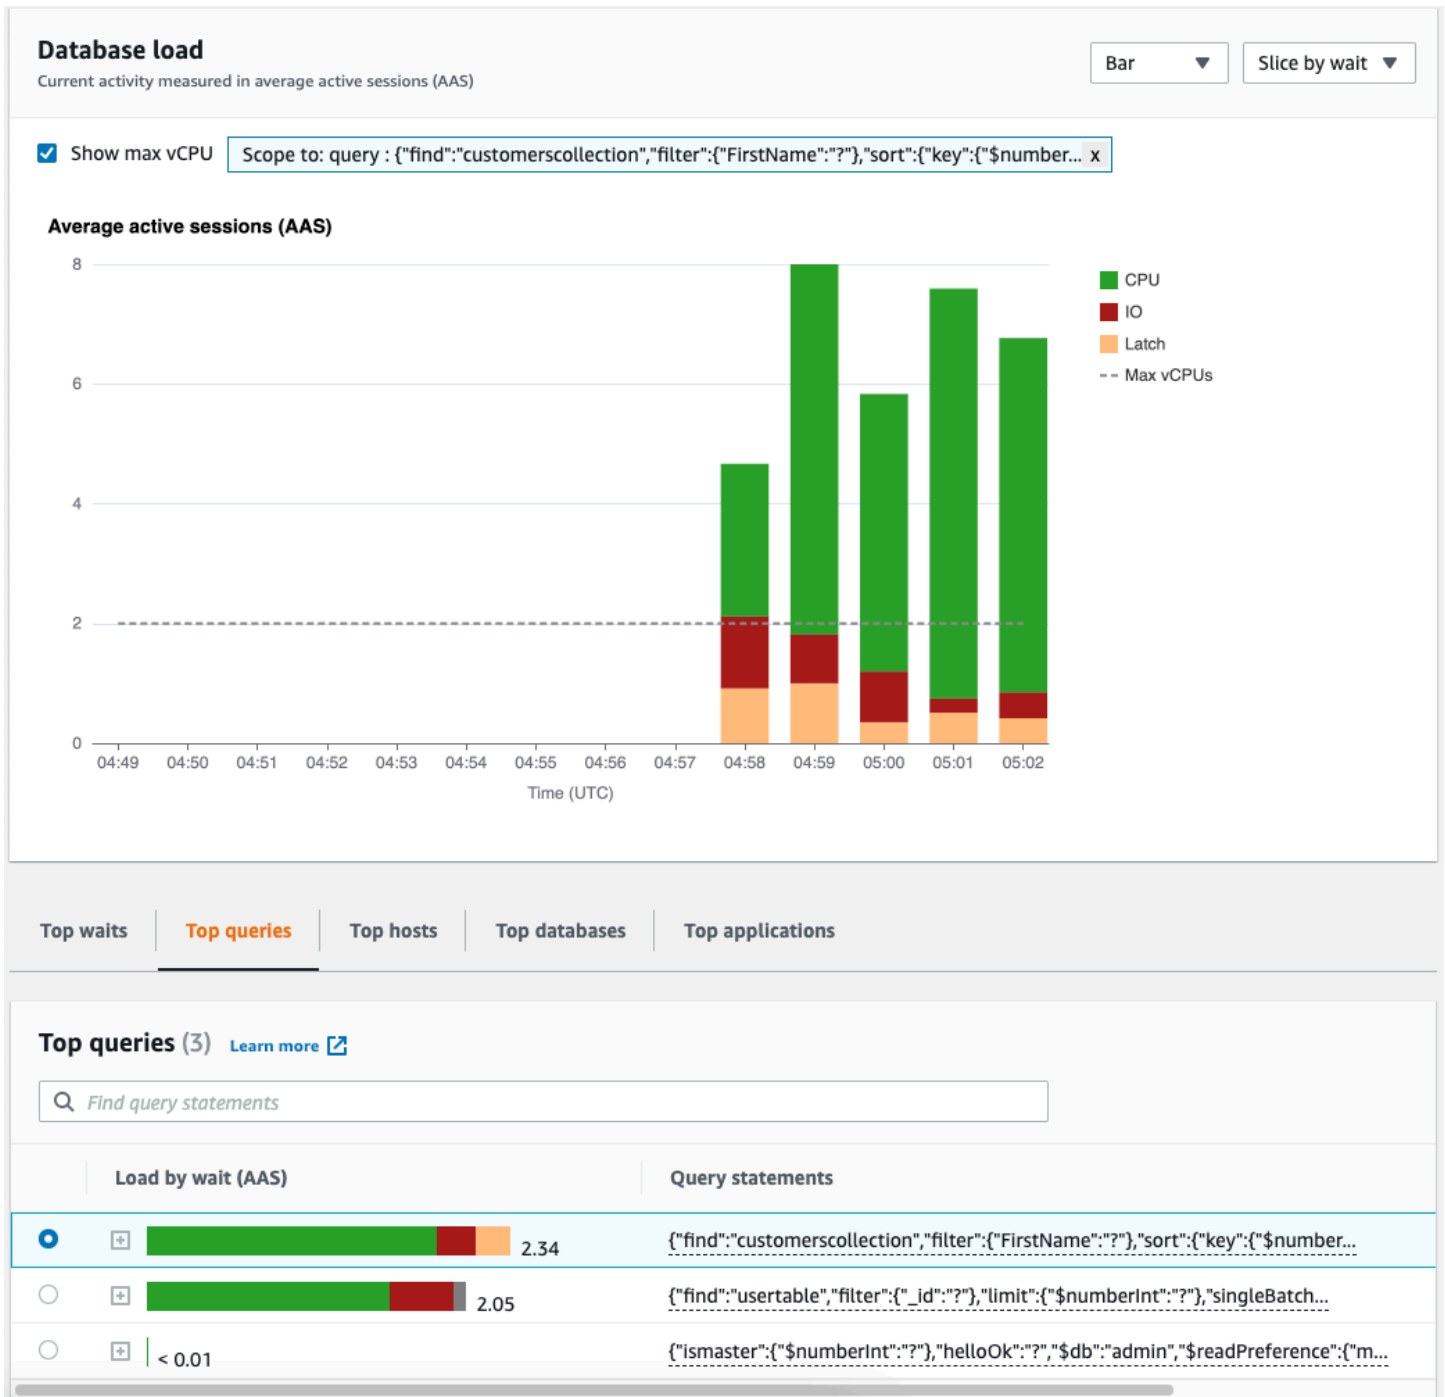 Database load
Current activity measured in average active sessions (AAS)
Bar
Slice by wait
Show max vCPU
Scope to: query : {"find":"customerscollection","filter":{"FirstName":"?"},"sort":{"key":{"$number... x
Average active sessions (AAS)
8
6
4
2
0
CPU
IO
Latch
Max vCPUs
04:49 04:50 04:51 04:52 04:53 04:54 04:55 04:56 04:57 04:58 04:59 05:00 05:01 05:02
Time (UTC)
Top waits Top queries Top hosts Top databases Top applications
Top queries (3) Learn more
Find query statements
Load by wait (AAS) Query statements
2.34 {"find":"customerscollection","filter":{"FirstName":"?"},"sort":{"key":{"$number...
2.05 {"find":"usertable","filter":{"_id":"?"},"limit":{"$numberInt":"?"},"singleBatch...
< 0.01 {"ismaster":{"$numberInt":"?"},"helloOk":"?","$db":"admin","$readPreference":{"m...